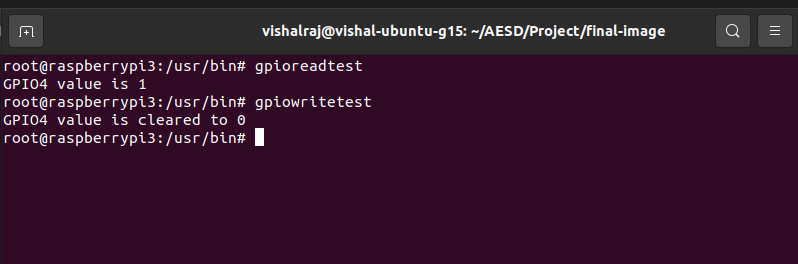 vishalraj@vishal-ubuntu-g15: ~/AESD/Project/final-image
root@raspberrypi3:/usr/bin# gpioreadtest
GPIO4 value is 1
root@raspberrypi3:/usr/bin# gpiowritetest
GPIO4 value is cleared to 0
root@raspberrypi3:/usr/bin#